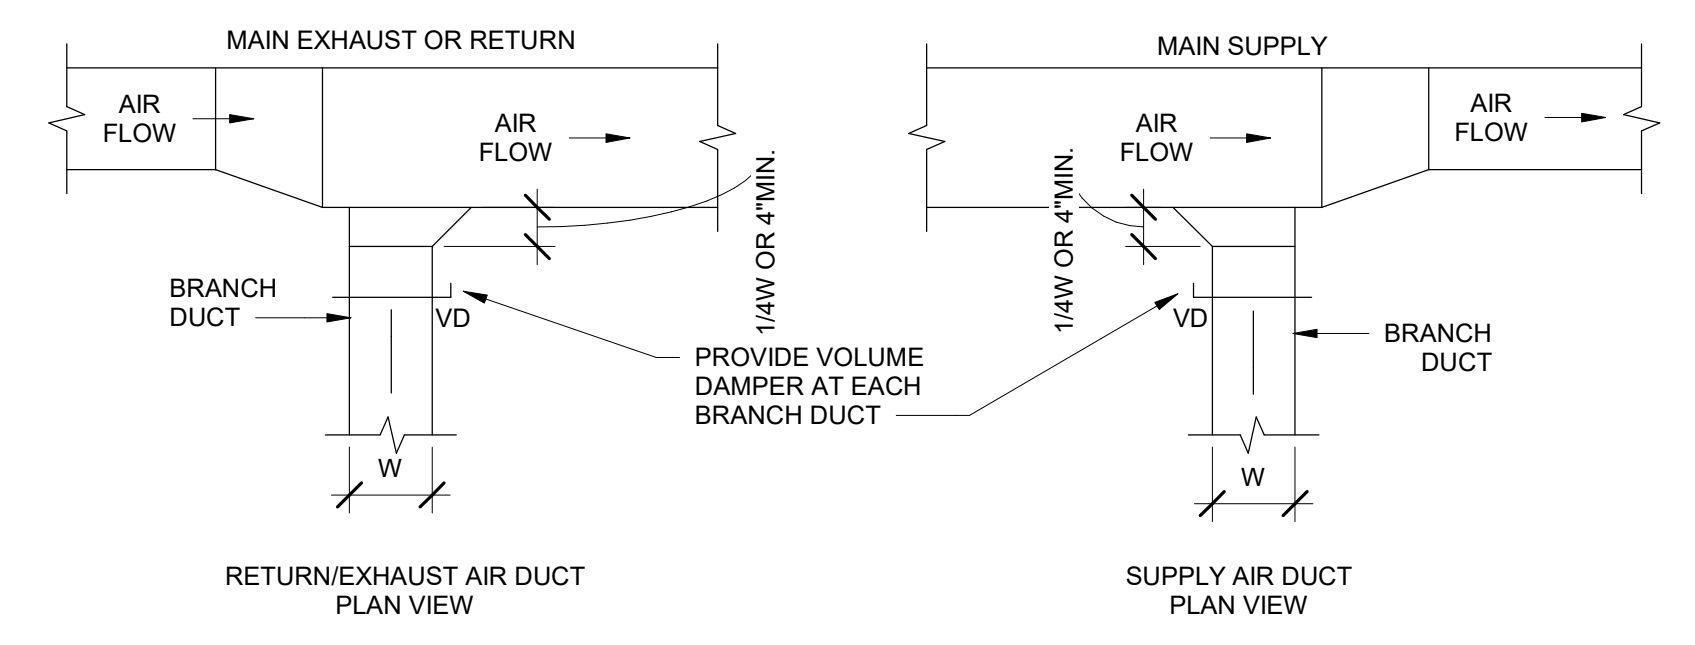 MAIN EXHAUST OR RETURN
AIR
FLOW
AIR
FLOW
1/4W OR 4"MIN.
BRANCH
DUCT
VD
W
RETURN/EXHAUST AIR DUCT
PLAN VIEW
PROVIDE VOLUME
DAMPER AT EACH
BRANCH DUCT
MAIN SUPPLY
AIR
FLOW
AIR
FLOW
1/4W OR 4"MIN.
VD
BRANCH
DUCT
W
SUPPLY AIR DUCT
PLAN VIEW